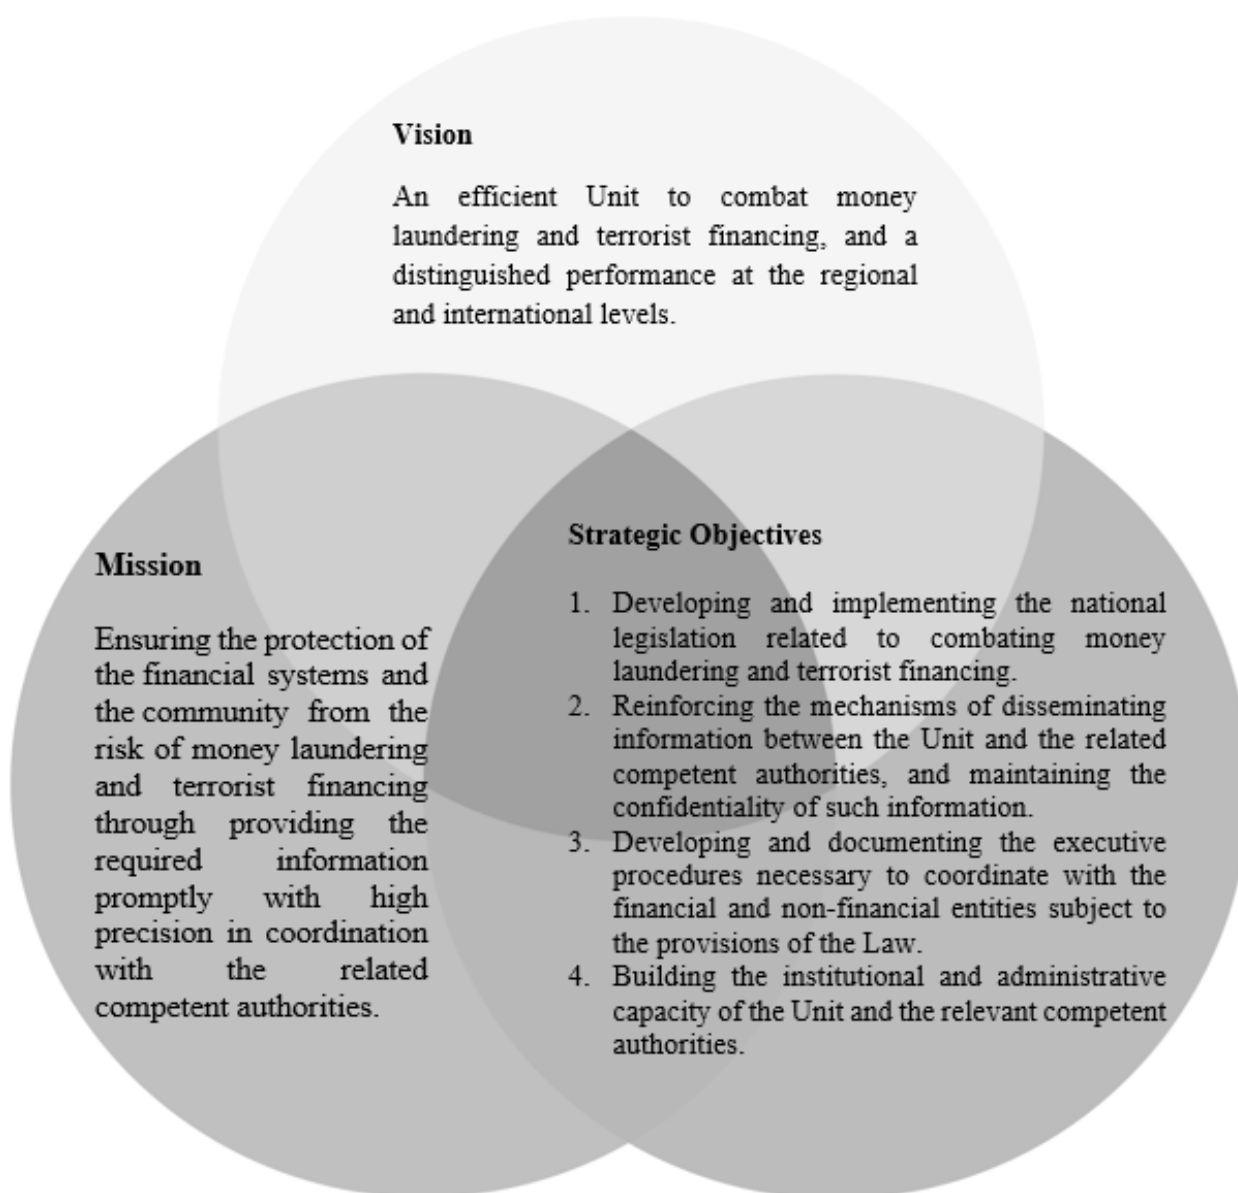 Vision
An efficient Unit to combat money
laundering and terrorist financing, and a
distinguished performance at the regional
and international levels.
Mission
Ensuring the protection of
the financial systems and
the community from the
risk of money laundering
and terrorist financing
through providing the
required information
promptly with high
precision in coordination
with the related
competent authorities.
Strategic Objectives
1. Developing and implementing the national
legislation related to combating money
laundering and terrorist financing.
2. Reinforcing the mechanisms of disseminating
information between the Unit and the related
competent authorities, and maintaining the
confidentiality of such information.
3. Developing and documenting the executive
procedures necessary to coordinate with the
financial and non-financial entities subject to
the provisions of the Law.
4. Building the institutional and administrative
capacity of the Unit and the relevant competent
authorities.